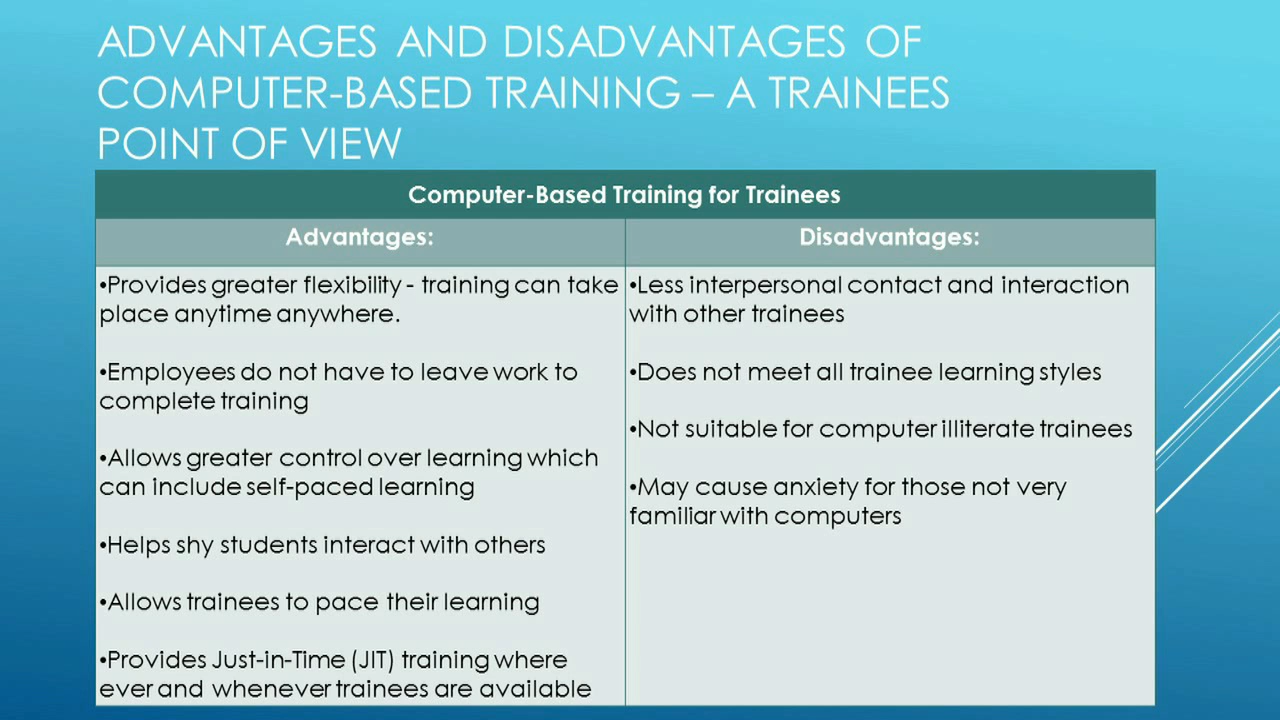 ADVANTAGES AND DISADVANTAGES OF
COMPUTER-BASED TRAINING – A TRAINEES
POINT OF VIEW
Computer-Based Training for Trainees
Advantages:
•Provides greater flexibility - training can take
place anytime anywhere.
•Employees do not have to leave work to
complete training
•Allows greater control over learning which
can include self-paced learning
•Helps shy students interact with others
•Allows trainees to pace their learning
•Provides Just-in-Time (JIT) training where
ever and whenever trainees are available
Disadvantages:
•Less interpersonal contact and interaction
with other trainees
•Does not meet all trainee learning styles
•Not suitable for computer illiterate trainees
•May cause anxiety for those not very
familiar with computers